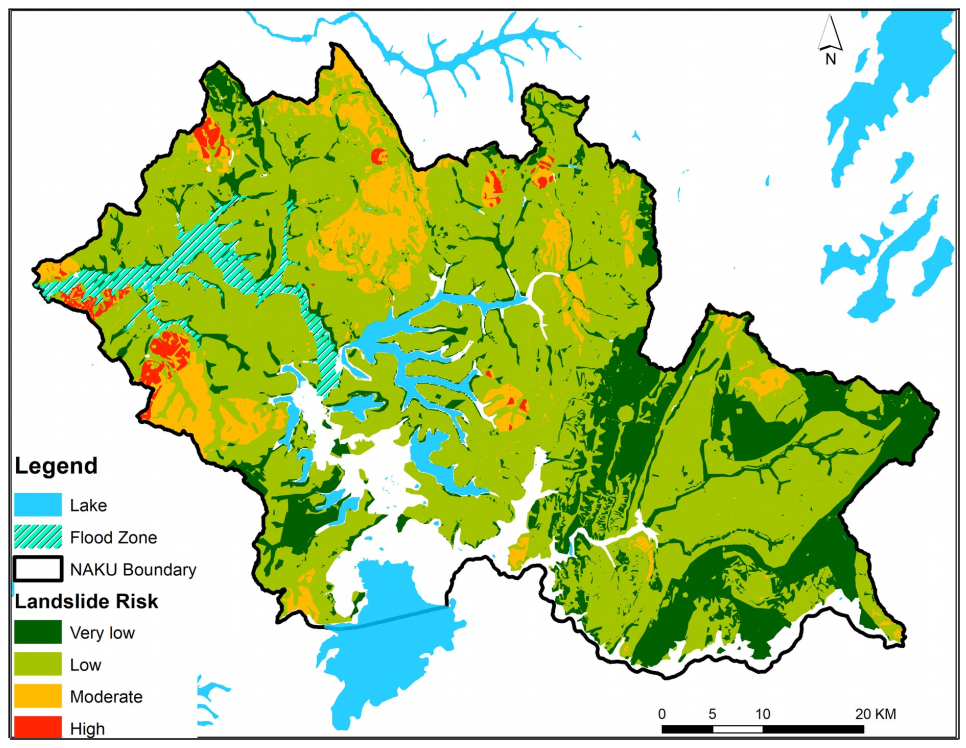 N
Legend
Lake
Flood Zone
NAKU Boundary
Landslide Risk
Very low
Low
Moderate
High
0 5 10 20 KM